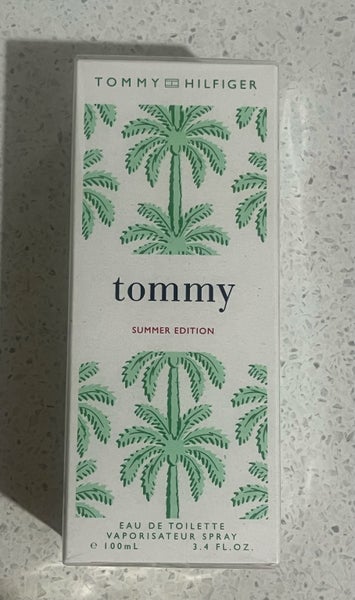 TOMMY HILFIGER
tommy
SUMMER EDITION
EAU DE TOILETTE
VAPORISATEUR SPRAY
e 100mL 3.4 FL.OZ.